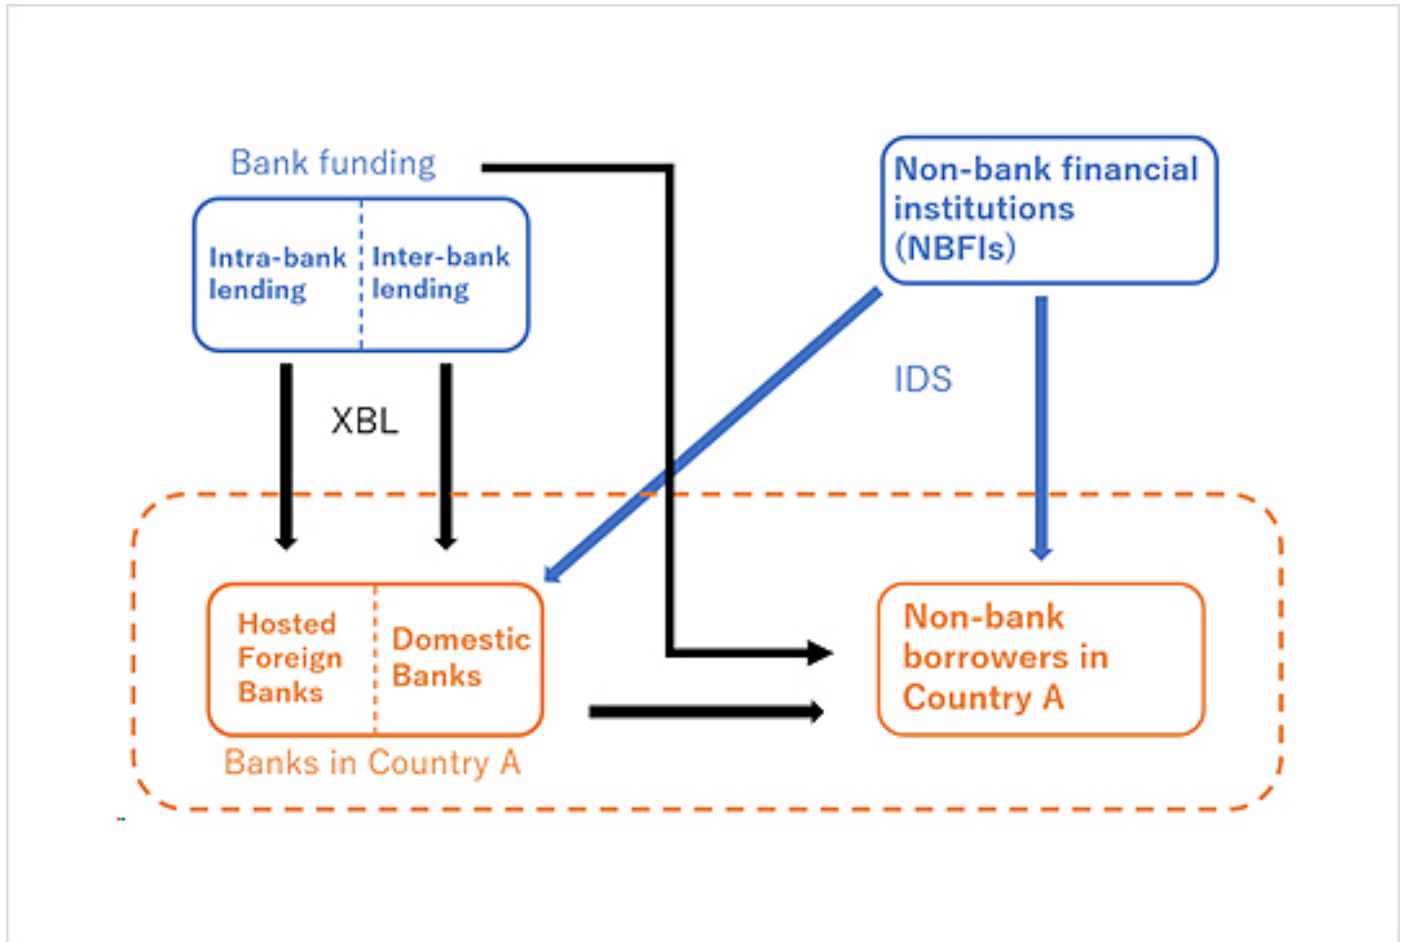 Bank funding
Intra-bank
lending
Inter-bank
lending
Non-bank financial
institutions
(NBFIs)
XBL
IDS
Hosted
Foreign
Banks
Domestic
Banks
Banks in Country A
Non-bank
borrowers in
Country A